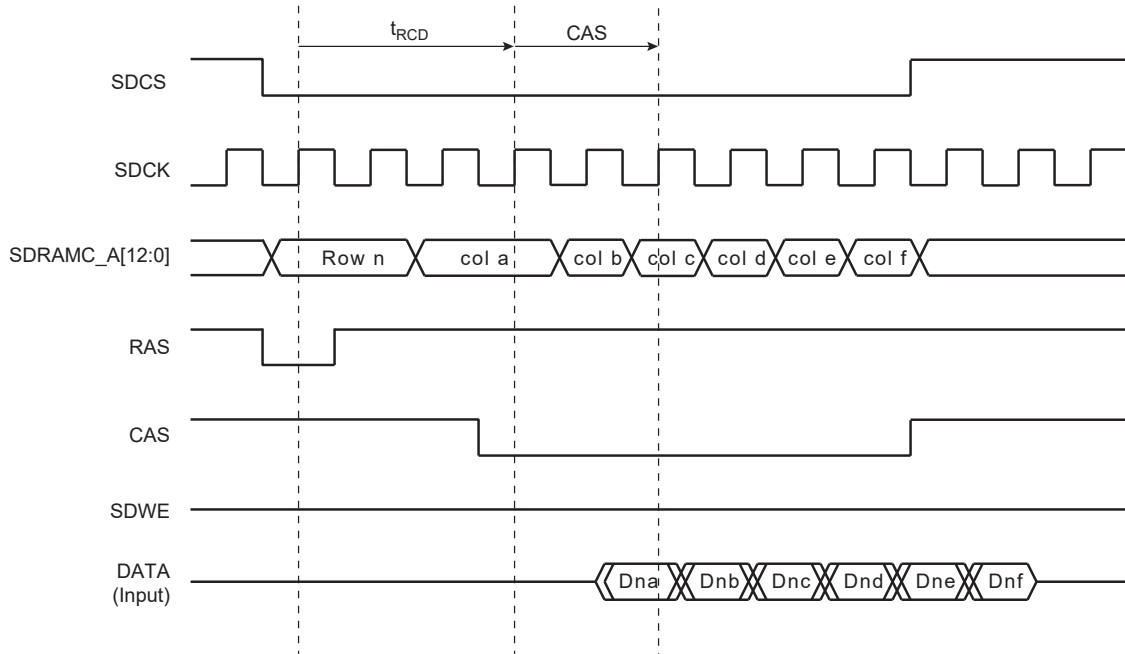 tRCD CAS
SDCS
SDCK
SDRAMC_A[12:0] Row n col a col b col c col d col e col f
RAS
CAS
SDWE
DATA
(Input) Dna Dnb Dnc Dnd Dne Dnf